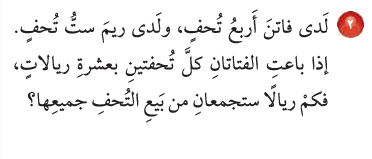 ٢ لَدى فاتنَ أَربعُ تُحفٍ، ولَدى ريمَ ستُّ تُحفٍ.
إذا باعتِ الفتاتانِ كلَّ تُحفتينِ بعشرةِ ريالاتٍ،
فكمْ ريالًا ستجمعانِ من بَيعِ التُحفِ جميعِها؟